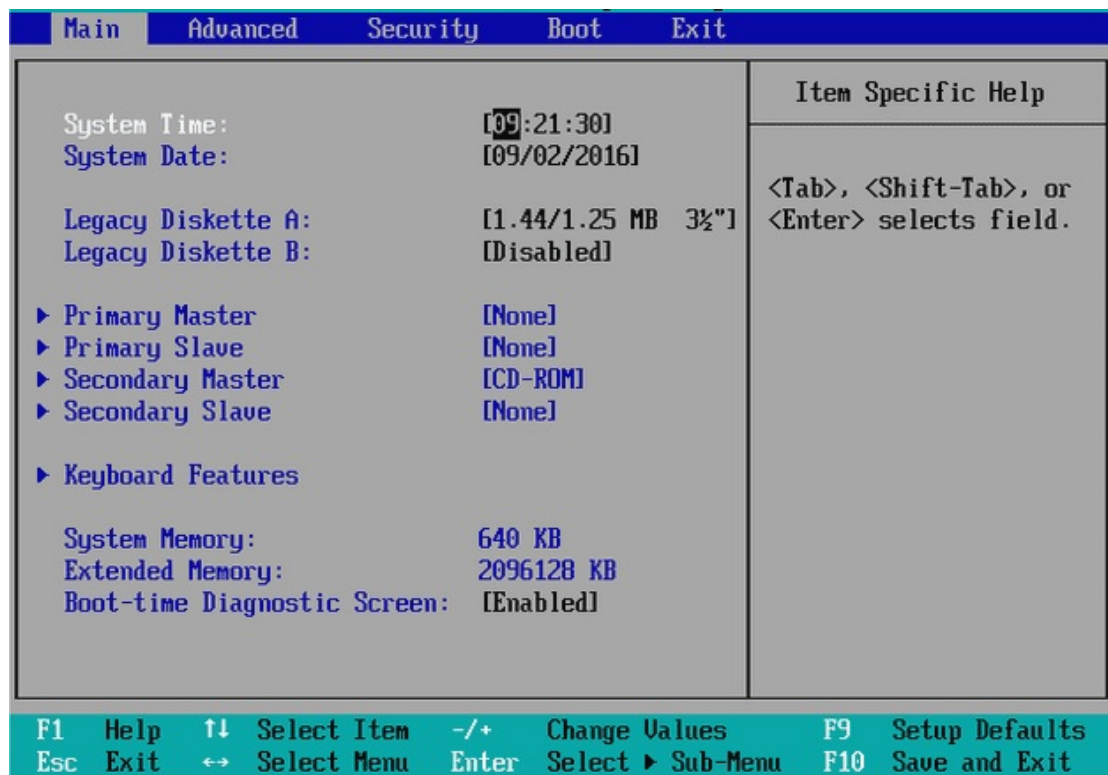 Main Advanced Security Boot Exit
Item Specific Help
System Time: [09:21:30]
System Date: [09/02/2016]
<Tab>, <Shift-Tab>, or
<Enter> selects field.
Legacy Diskette A: [1.44/1.25 MB 3½"]
Legacy Diskette B: [Disabled]
▶ Primary Master [None]
▶ Primary Slave [None]
▶ Secondary Master [CD-ROM]
▶ Secondary Slave [None]
▶ Keyboard Features
System Memory: 640 KB
Extended Memory: 2096128 KB
Boot-time Diagnostic Screen: [Enabled]
F1 Help ↑↓ Select Item -/+ Change Values F9 Setup Defaults
Esc Exit ↔ Select Menu Enter Select ▶ Sub-Menu F10 Save and Exit